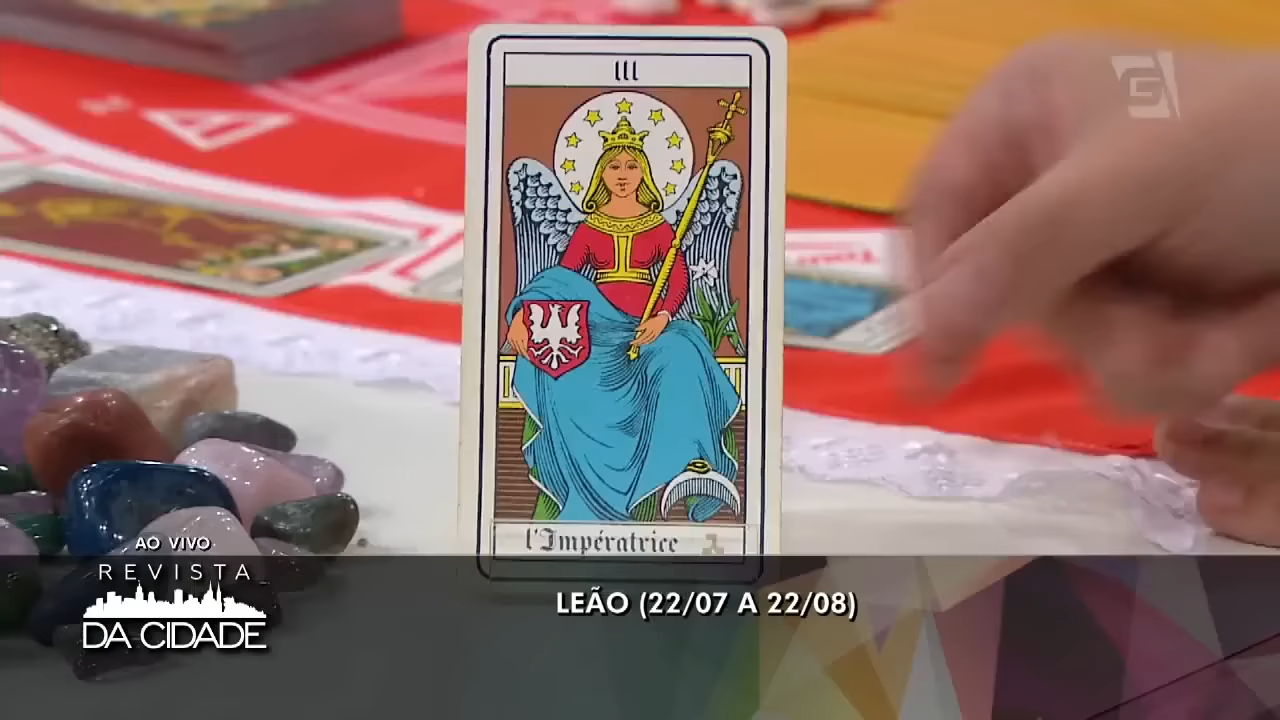 III
l'Impératrice
AO VIVO
REVISTA
DA CIDADE
LEÃO (22/07 A 22/08)